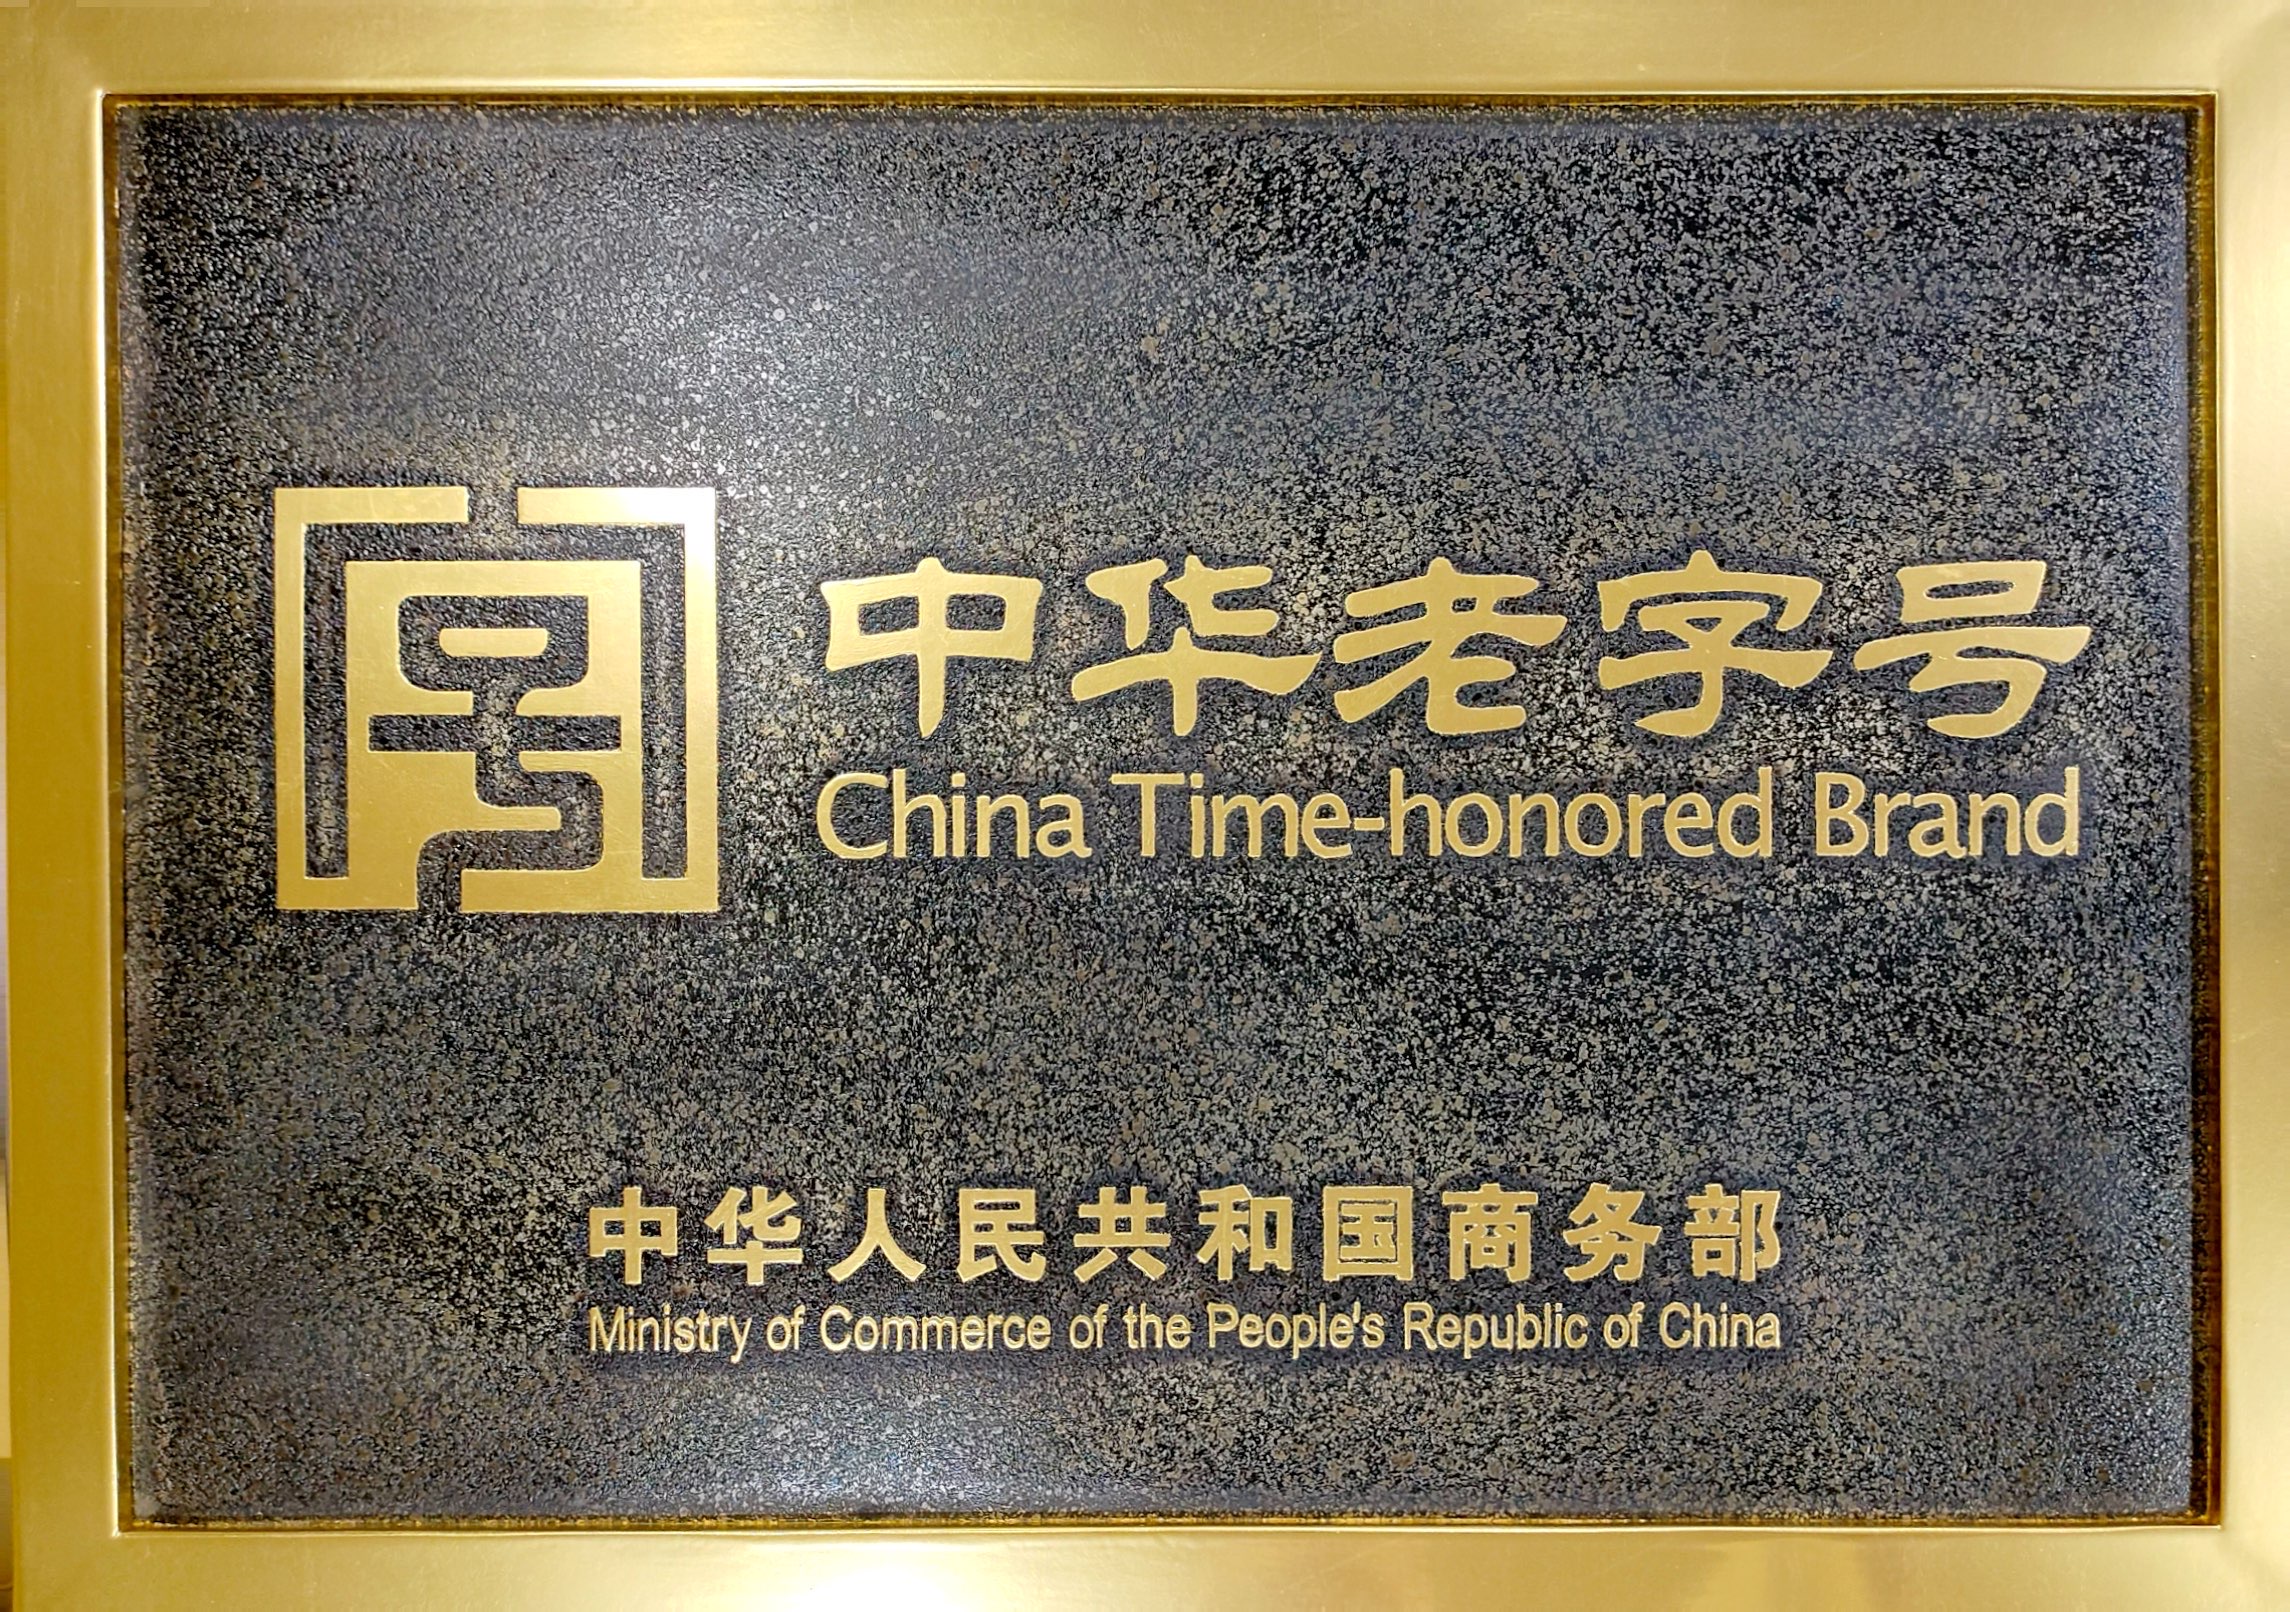 中华老字号
China Time-honored Brand
中华人民共和国商务部
Ministry of Commerce of the People's Republic of China